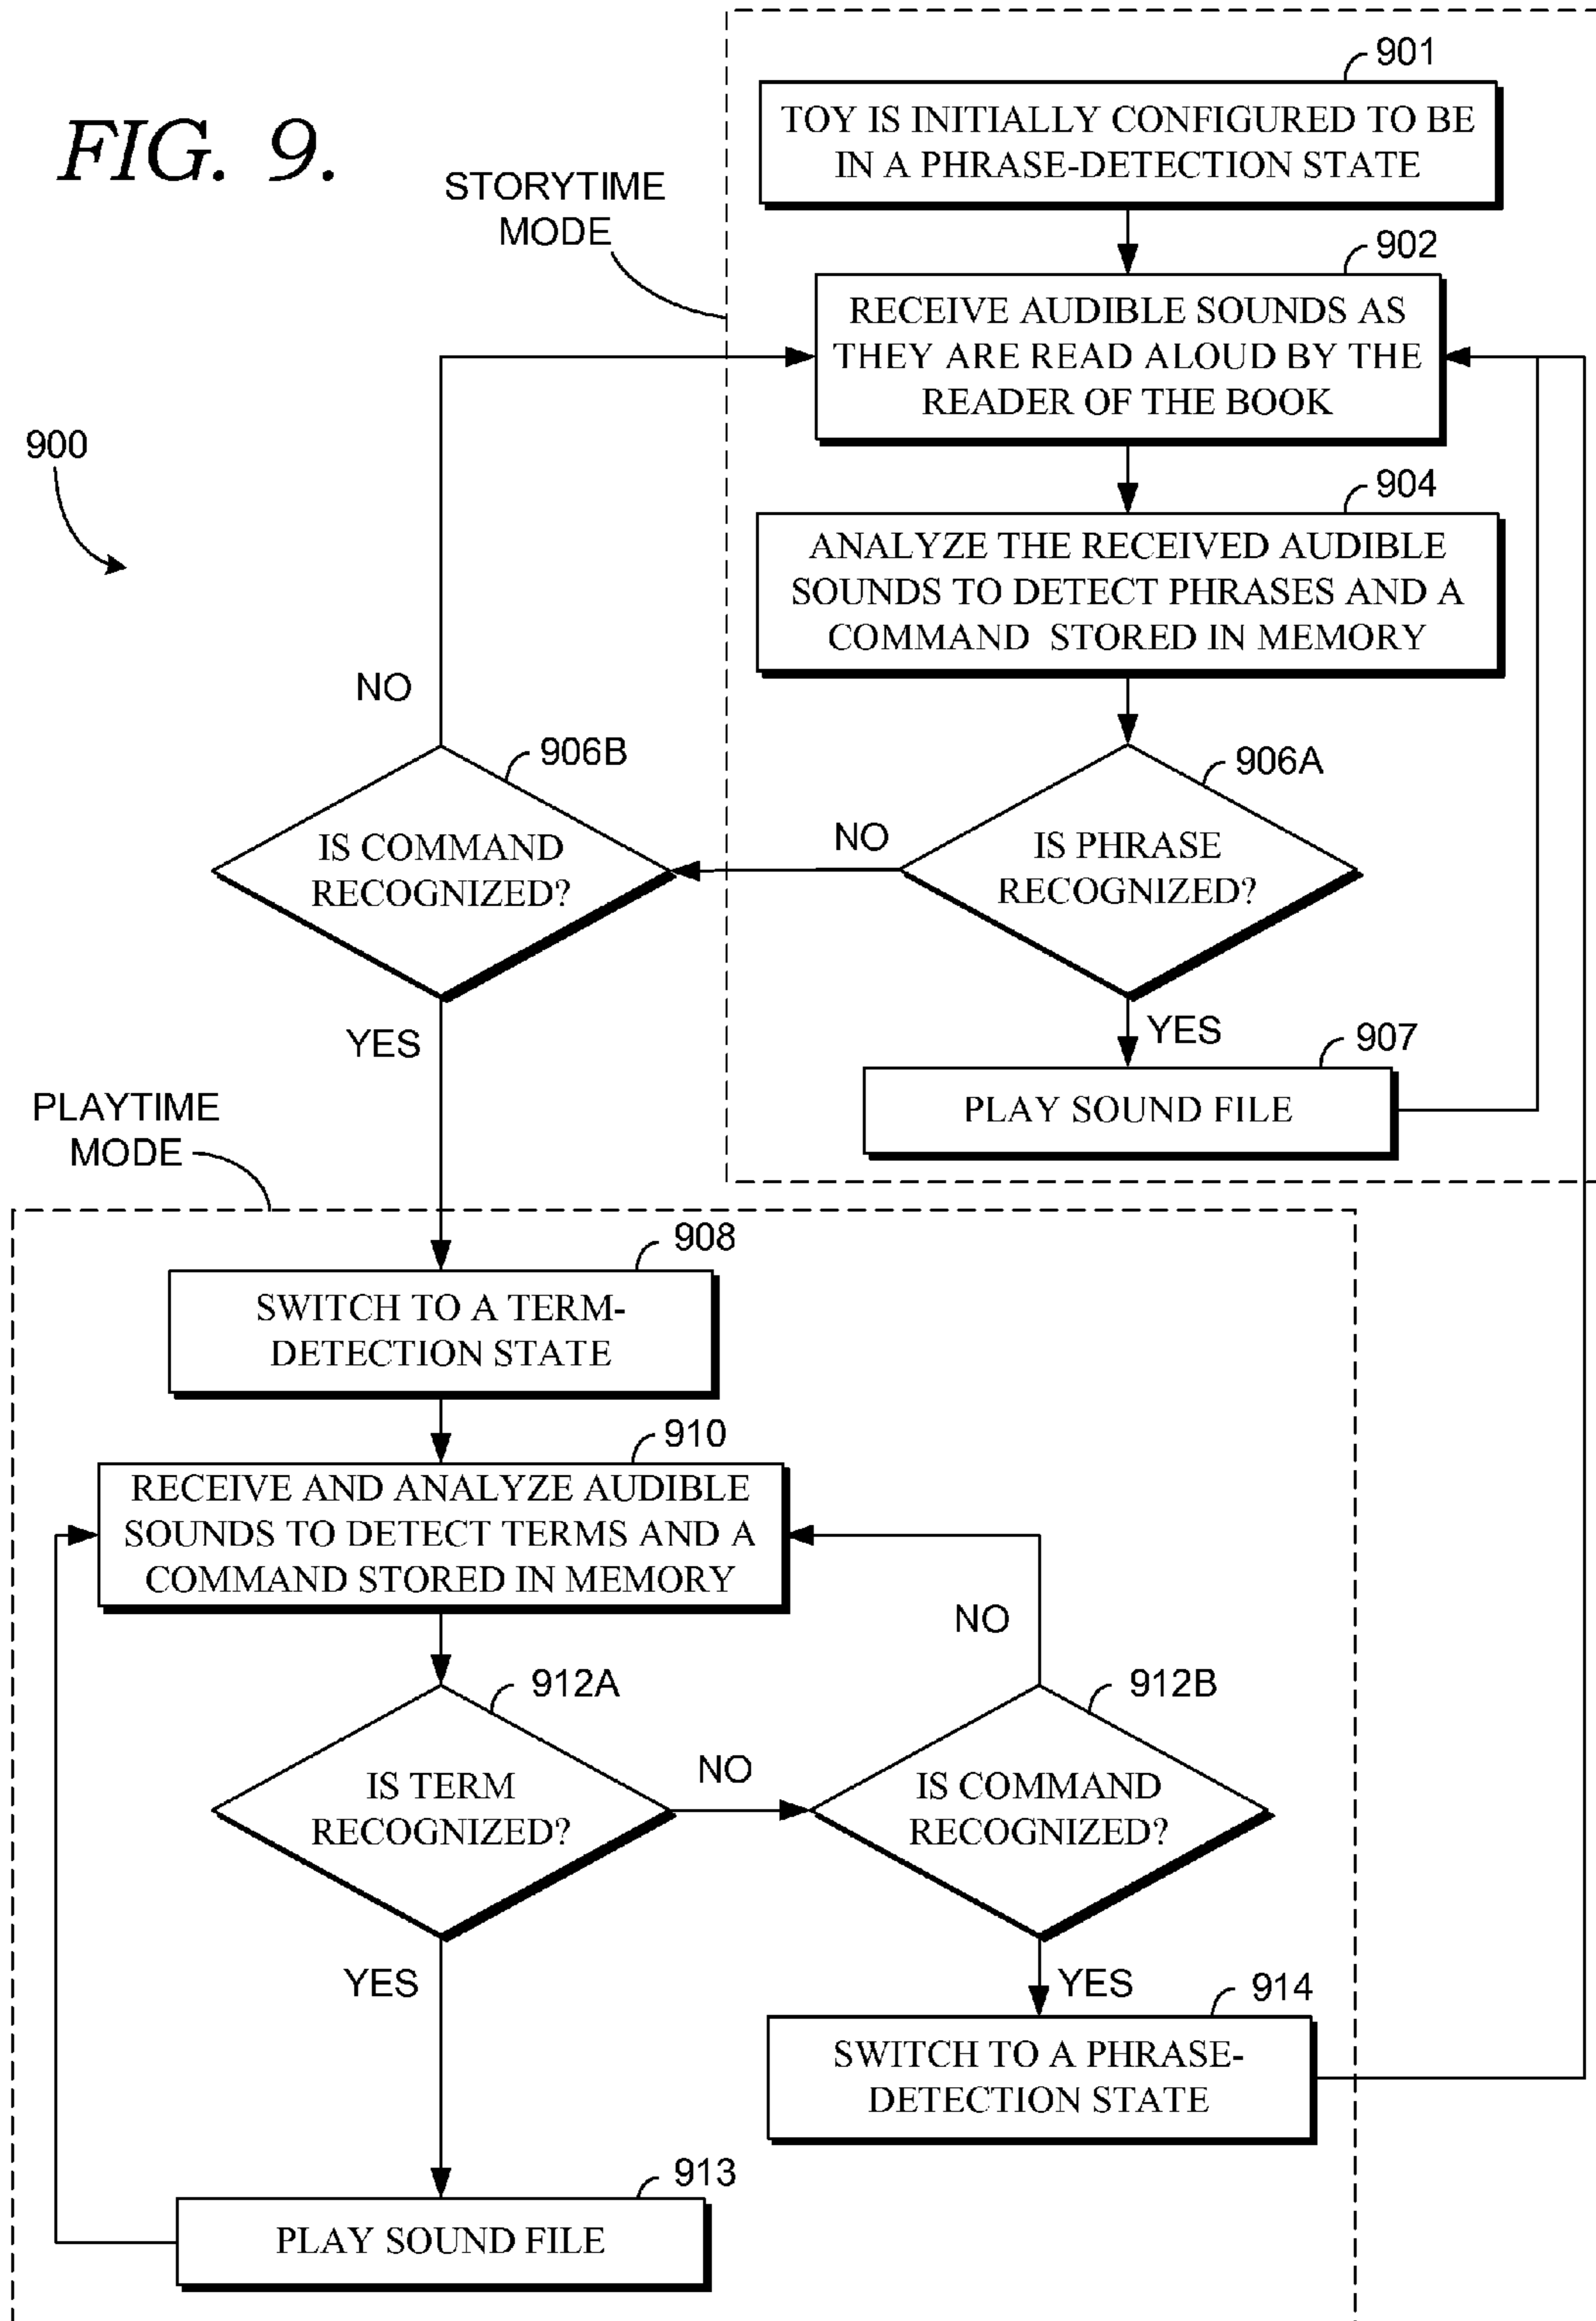 FIG. 9.
901
TOY IS INITIALLY CONFIGURED TO BE
IN A PHRASE-DETECTION STATE
STORYTIME
MODE
902
RECEIVE AUDIBLE SOUNDS AS
THEY ARE READ ALOUD BY THE
READER OF THE BOOK
900
904
ANALYZE THE RECEIVED AUDIBLE
SOUNDS TO DETECT PHRASES AND A
COMMAND STORED IN MEMORY
NO
906B
IS COMMAND
RECOGNIZED?
NO
906A
IS PHRASE
RECOGNIZED?
YES
YES
907
PLAY SOUND FILE
PLAYTIME
MODE
908
SWITCH TO A TERM-
DETECTION STATE
910
RECEIVE AND ANALYZE AUDIBLE
SOUNDS TO DETECT TERMS AND A
COMMAND STORED IN MEMORY
NO
912A
IS TERM
RECOGNIZED?
NO
912B
IS COMMAND
RECOGNIZED?
YES
YES
914
SWITCH TO A PHRASE-
DETECTION STATE
913
PLAY SOUND FILE